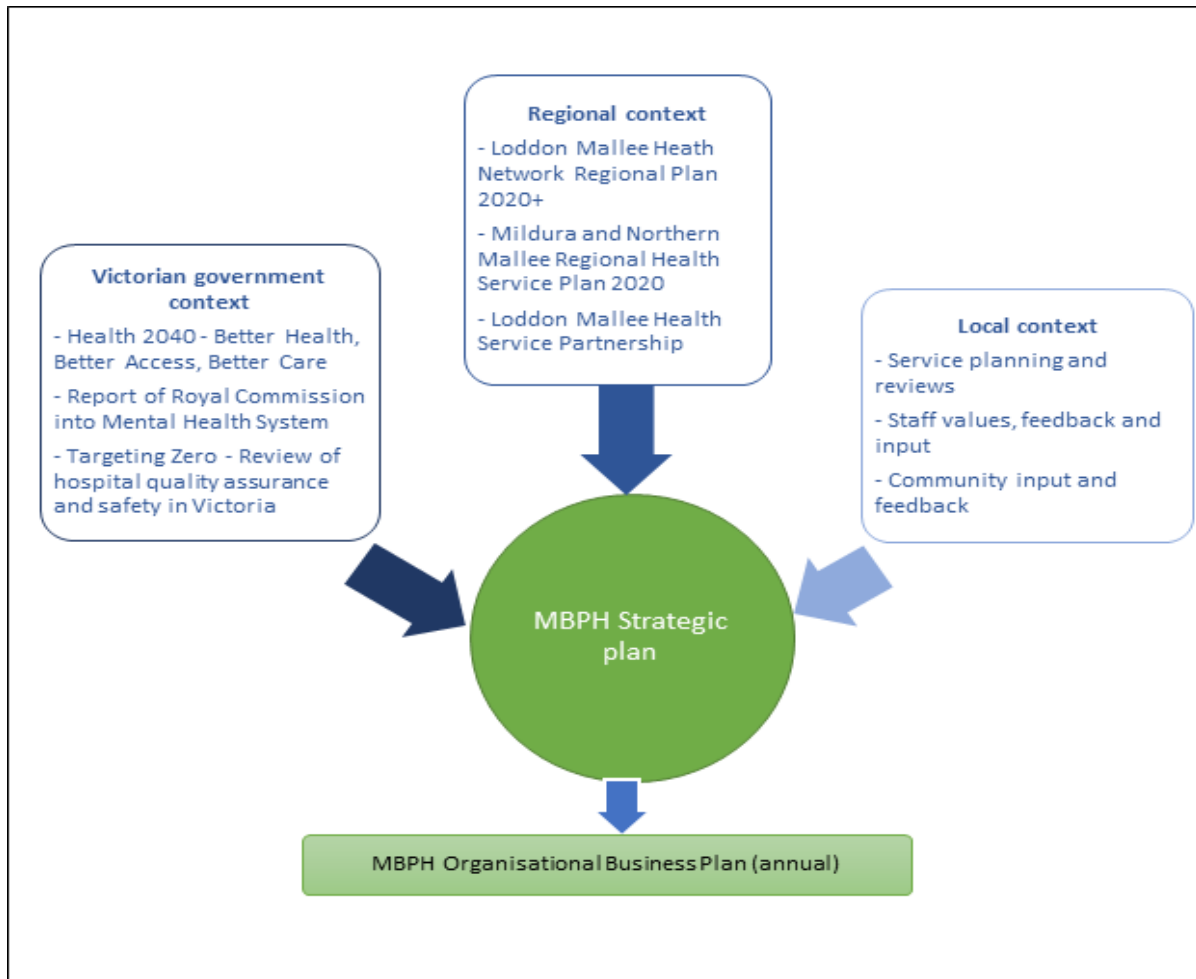 Regional context
- Loddon Mallee Heath
Network Regional Plan
2020+
- Mildura and Northern
Mallee Regional Health
Service Plan 2020
- Loddon Mallee Health
Service Partnership
Victorian government
context
- Health 2040 - Better Health,
Better Access, Better Care
- Report of Royal Commission
into Mental Health System
- Targeting Zero - Review of
hospital quality assurance
and safety in Victoria
Local context
- Service planning and
reviews
- Staff values, feedback and
input
- Community input and
feedback
MBPH Strategic
plan
MBPH Organisational Business Plan (annual)